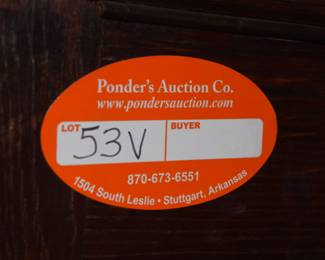 Ponder's Auction Co.
www.pondersauction.com
LOT BUYER
53V
870-673-6551
1504 South Leslie • Stuttgart, Arkansas